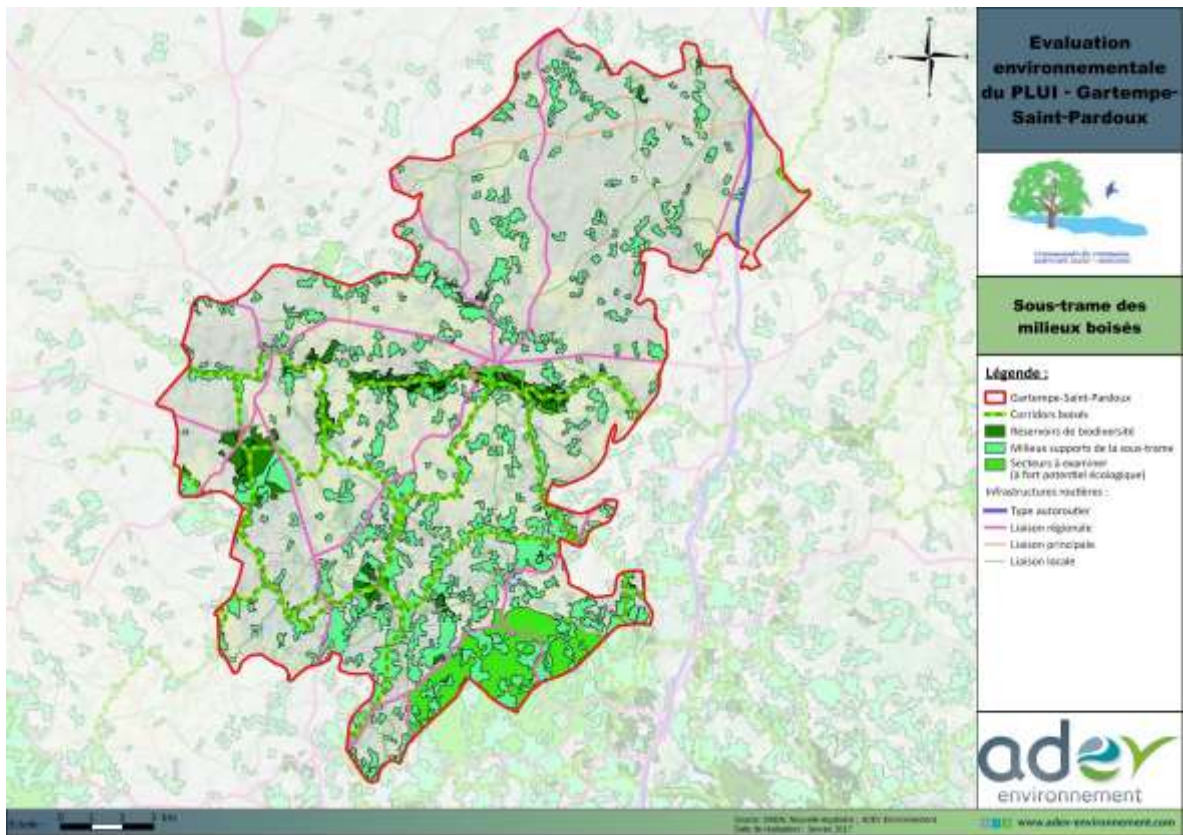 Evaluation
environnementale
du PLUI - Gartempe-
Saint-Pardoux
Sous-trame des
milieux boisés
Légende :
Gartempe-Saint-Pardoux
Corridors boisés
Réservoirs de biodiversité
Milieux supports de la sous-trame
Secteurs à examiner
(à fort potentiel écologique)
Infrastructures routières :
Type autoroutier
Liaison régionale
Liaison principale
Liaison locale
ader
environnement
www.adev-environnement.com